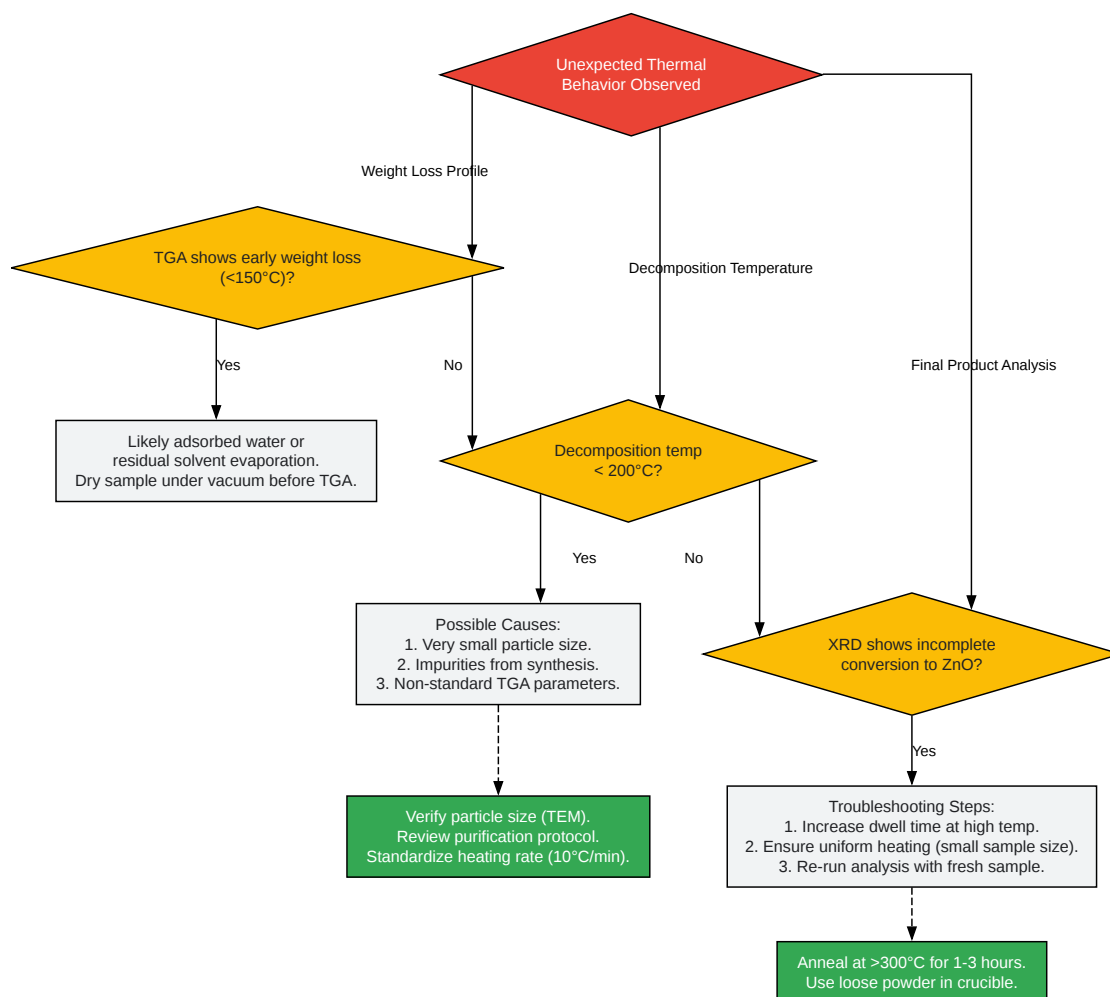 Unexpected Thermal
Behavior Observed
Weight Loss Profile
TGA shows early weight loss
(<150°C)?
Decomposition Temperature
Yes
No
Final Product Analysis
Likely adsorbed water or
residual solvent evaporation.
Dry sample under vacuum before TGA.
Decomposition temp
< 200°C?
Yes
No
Possible Causes:
1. Very small particle size.
2. Impurities from synthesis.
3. Non-standard TGA parameters.
XRD shows incomplete
conversion to ZnO?
Yes
Verify particle size (TEM).
Review purification protocol.
Standardize heating rate (10°C/min).
Troubleshooting Steps:
1. Increase dwell time at high temp.
2. Ensure uniform heating (small sample size).
3. Re-run analysis with fresh sample.
Anneal at >300°C for 1-3 hours.
Use loose powder in crucible.